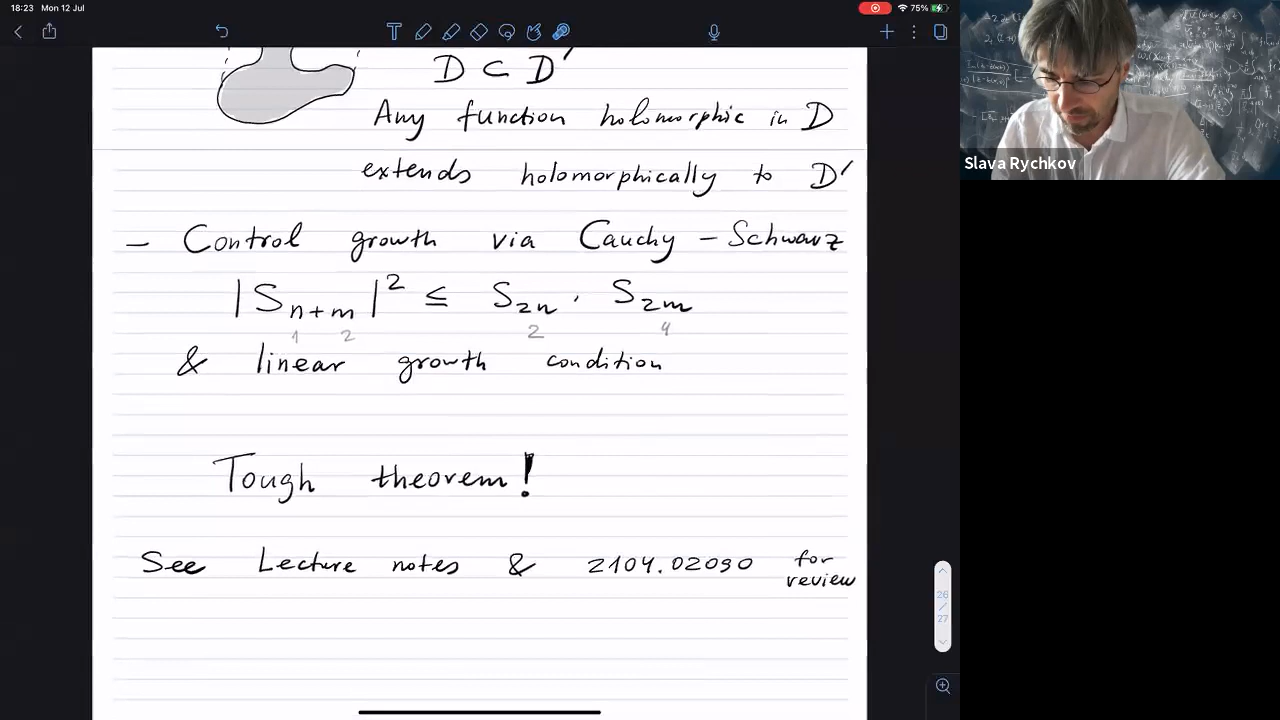 18:23 Mon 12 Jul
75%
T
D ⊂ D′
Any function holomorphic in D
extends holomorphically to D′
Slava Rychkov
– Control growth via Cauchy – Schwarz
|S_{n+m}|² ≤ S_{2n} · S_{2m}
1 2 2 4
& linear growth condition
Tough theorem!
See Lecture notes & 2104.02090 for
review
26
/
27